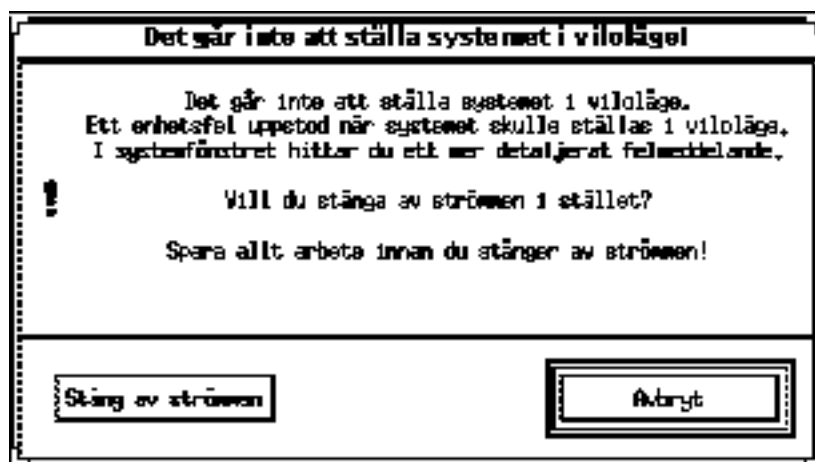 Det går inte att ställa systemet i viloläge!
Det går inte att ställa systemet i viloläge.
Ett enhetsfel uppstod när systemet skulle ställas i viloläge.
I systemfönstret hittar du ett mer detaljerat felmeddelande.
!
Vill du stänga av strömmen i stället?
Spara allt arbete innan du stänger av strömmen!
Stäng av strömmen
Avbryt